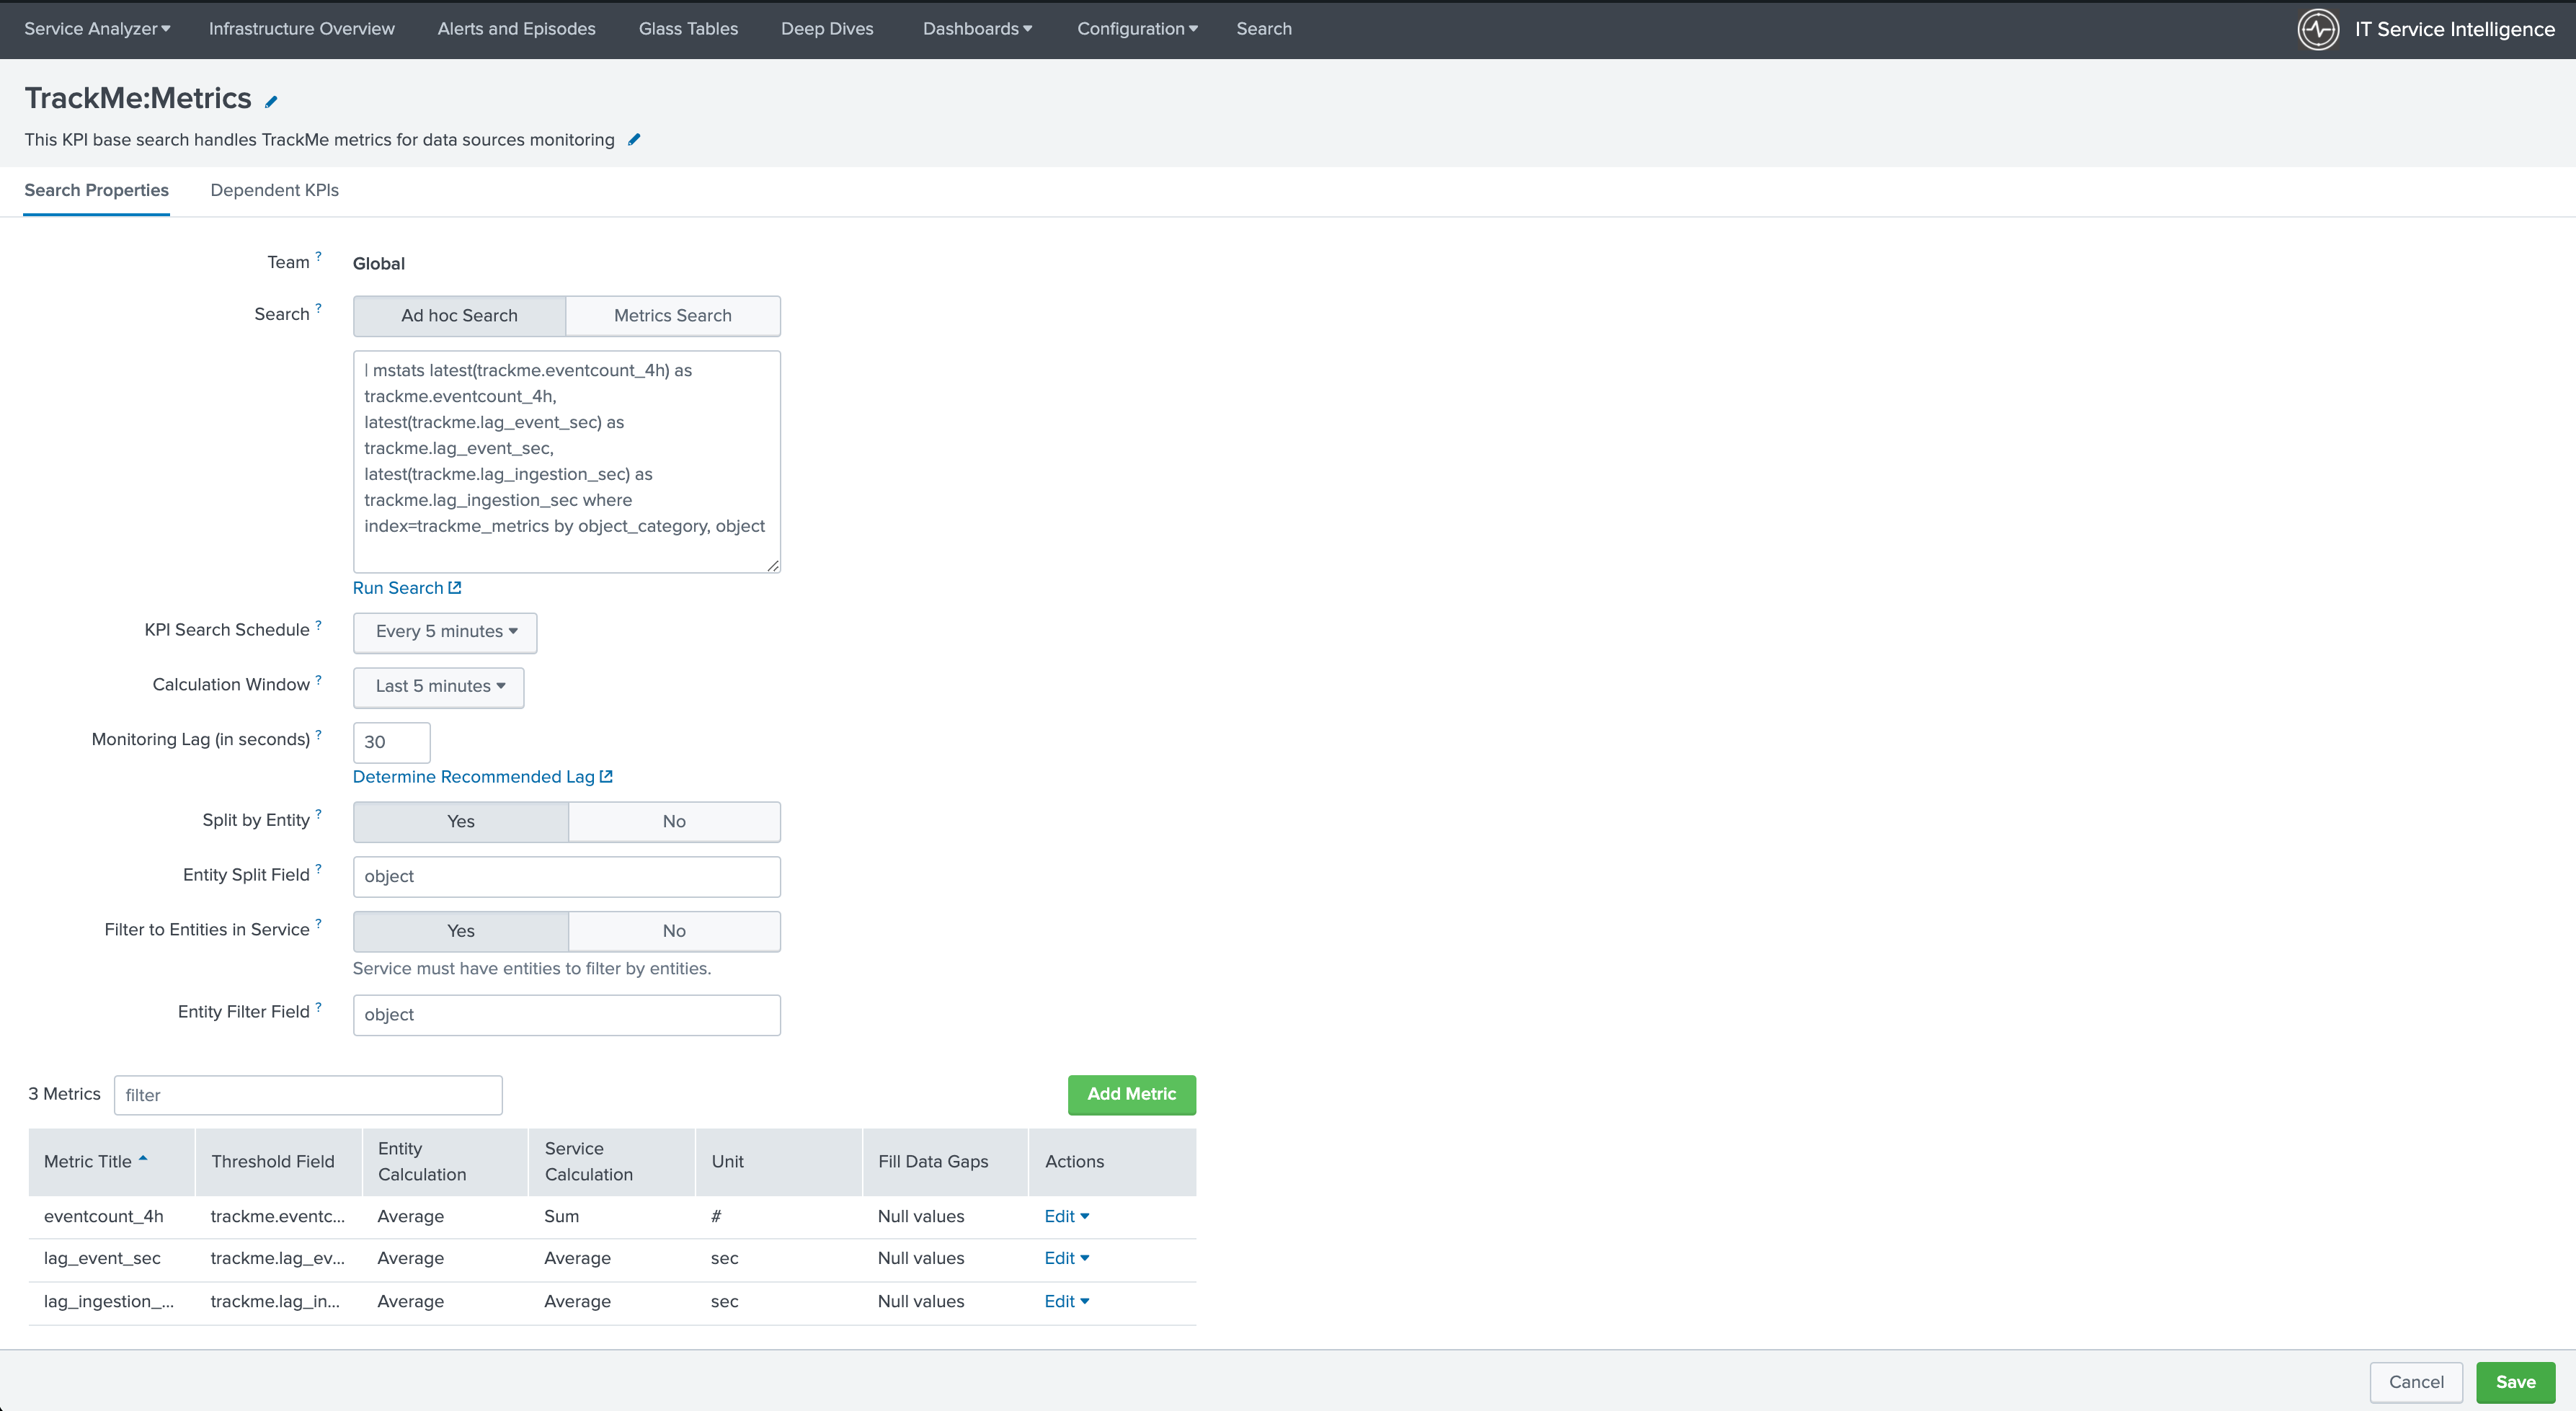 Service Analyzer Infrastructure Overview Alerts and Episodes Glass Tables Deep Dives Dashboards Configuration Search IT Service Intelligence
TrackMe:Metrics
This KPI base search handles TrackMe metrics for data sources monitoring
Search Properties Dependent KPIs
Team ? Global
Search ? Ad hoc Search Metrics Search
| mstats latest(trackme.eventcount_4h) as
trackme.eventcount_4h,
latest(trackme.lag_event_sec) as
trackme.lag_event_sec,
latest(trackme.lag_ingestion_sec) as
trackme.lag_ingestion_sec where
index=trackme_metrics by object_category, object
Run Search
KPI Search Schedule ? Every 5 minutes
Calculation Window ? Last 5 minutes
Monitoring Lag (in seconds) ? 30
Determine Recommended Lag
Split by Entity ? Yes No
Entity Split Field ? object
Filter to Entities in Service ? Yes No
Service must have entities to filter by entities.
Entity Filter Field ? object
3 Metrics filter Add Metric
Metric Title Threshold Field Entity Calculation Service Calculation Unit Fill Data Gaps Actions
eventcount_4h trackme.eventc... Average Sum # Null values Edit
lag_event_sec trackme.lag_ev... Average Average sec Null values Edit
lag_ingestion_... trackme.lag_in... Average Average sec Null values Edit
Cancel Save